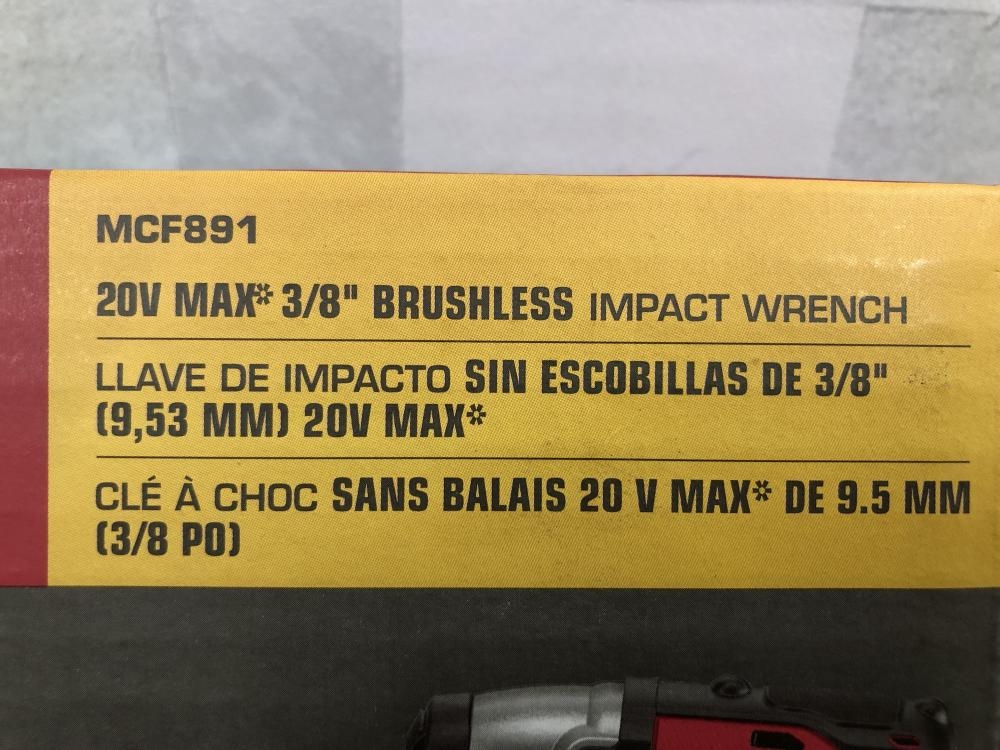 MCF891
20V MAX* 3/8" BRUSHLESS IMPACT WRENCH
LLAVE DE IMPACTO SIN ESCOBILLAS DE 3/8"
(9,53 MM) 20V MAX*
CLÉ À CHOC SANS BALAIS 20 V MAX* DE 9.5 MM
(3/8 PO)